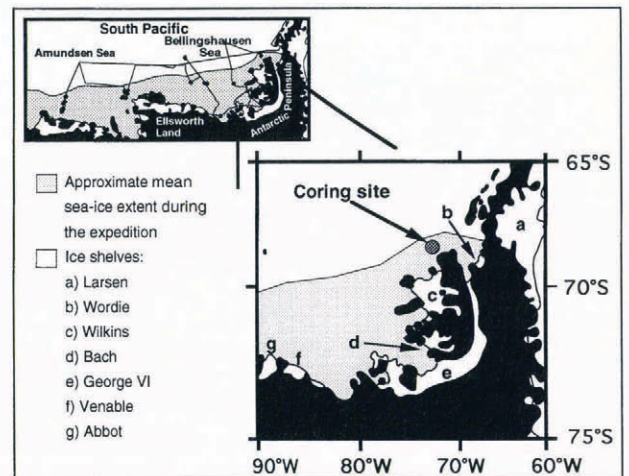 South Pacific
Amundsen Sea
Bellingshausen
Sea
Ellsworth
Land
Antarctic
Peninsula
Approximate mean
sea-ice extent during
the expedition
Ice shelves:
a) Larsen
b) Wordie
c) Wilkins
d) Bach
e) George VI
f) Venable
g) Abbot
Coring site
b
a
c
d
e
g
f
65°S
70°S
75°S
90°W 80°W 70°W 60°W